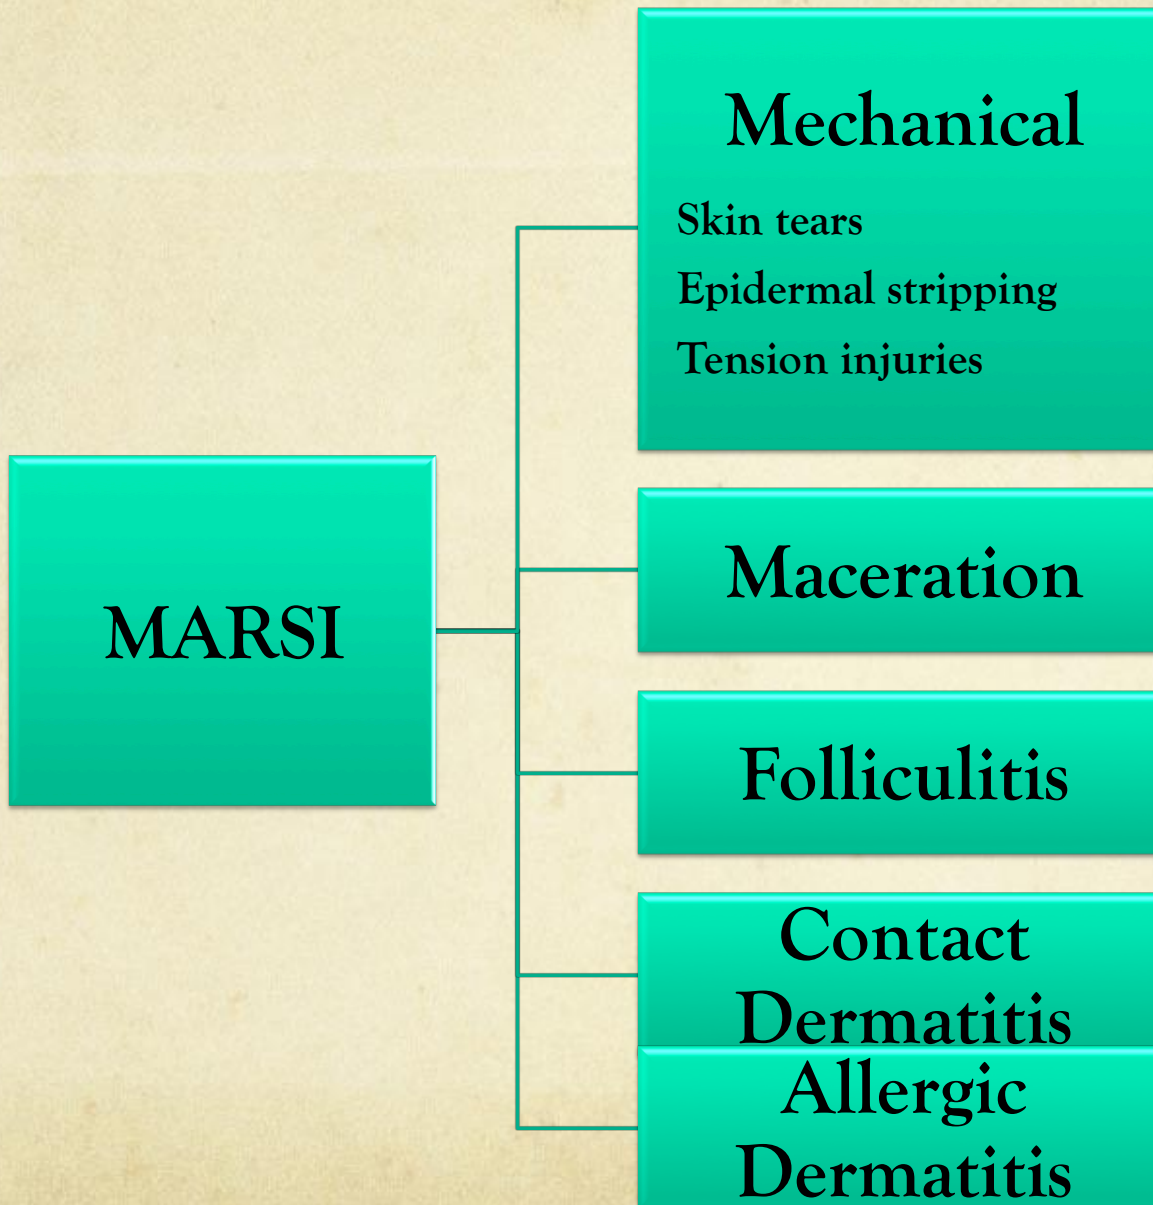 MARSI
Mechanical
Skin tears
Epidermal stripping
Tension injuries
Maceration
Folliculitis
Contact
Dermatitis
Allergic
Dermatitis